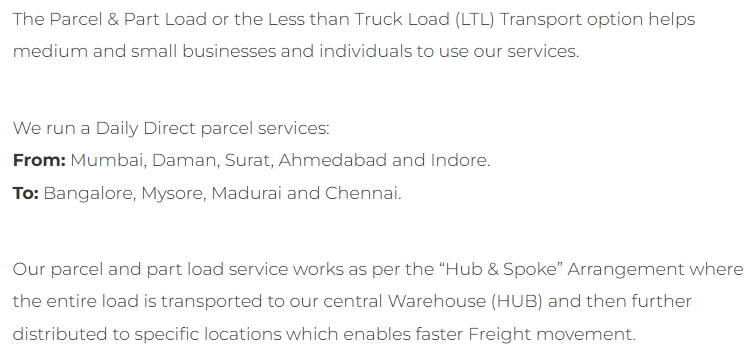 The Parcel & Part Load or the Less than Truck Load (LTL) Transport option helps
medium and small businesses and individuals to use our services.
We run a Daily Direct parcel services:
From: Mumbai, Daman, Surat, Ahmedabad and Indore.
To: Bangalore, Mysore, Madurai and Chennai.
Our parcel and part load service works as per the “Hub & Spoke” Arrangement where
the entire load is transported to our central Warehouse (HUB) and then further
distributed to specific locations which enables faster Freight movement.